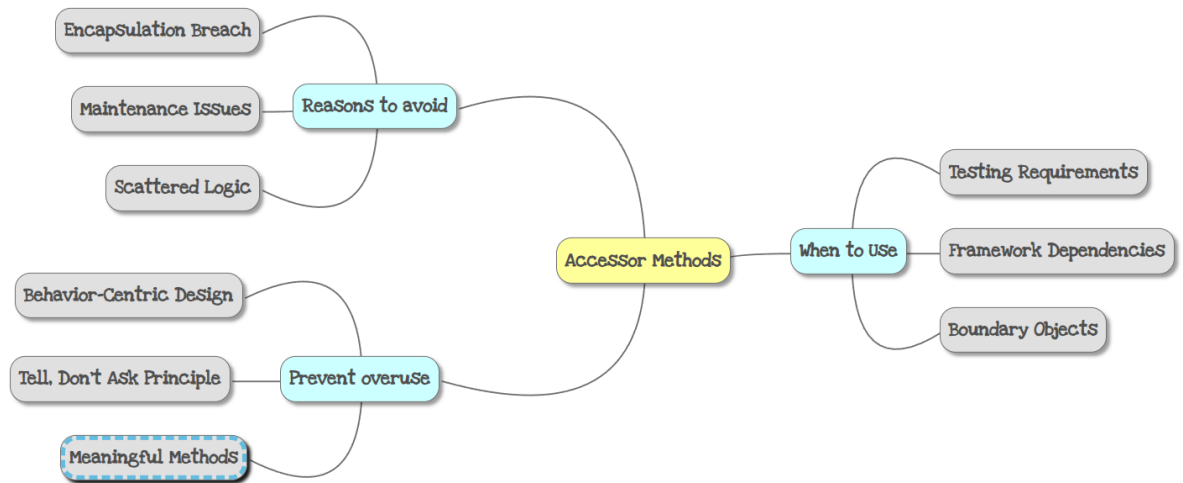 Encapsulation Breach
Maintenance Issues
Reasons to avoid
Scattered Logic
Behavior-Centric Design
Tell, Don't Ask Principle
Prevent overuse
Meaningful Methods
Accessor Methods
When to Use
Testing Requirements
Framework Dependencies
Boundary Objects